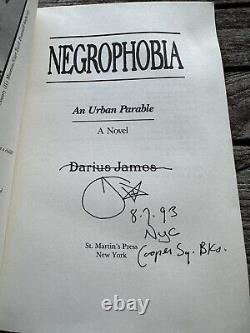 NEGROPHOBIA
An Urban Parable
A Novel
Darius James
8.7.93
NYC
Cooper Sq. Bks.
St. Martin's Press
New York
ebay